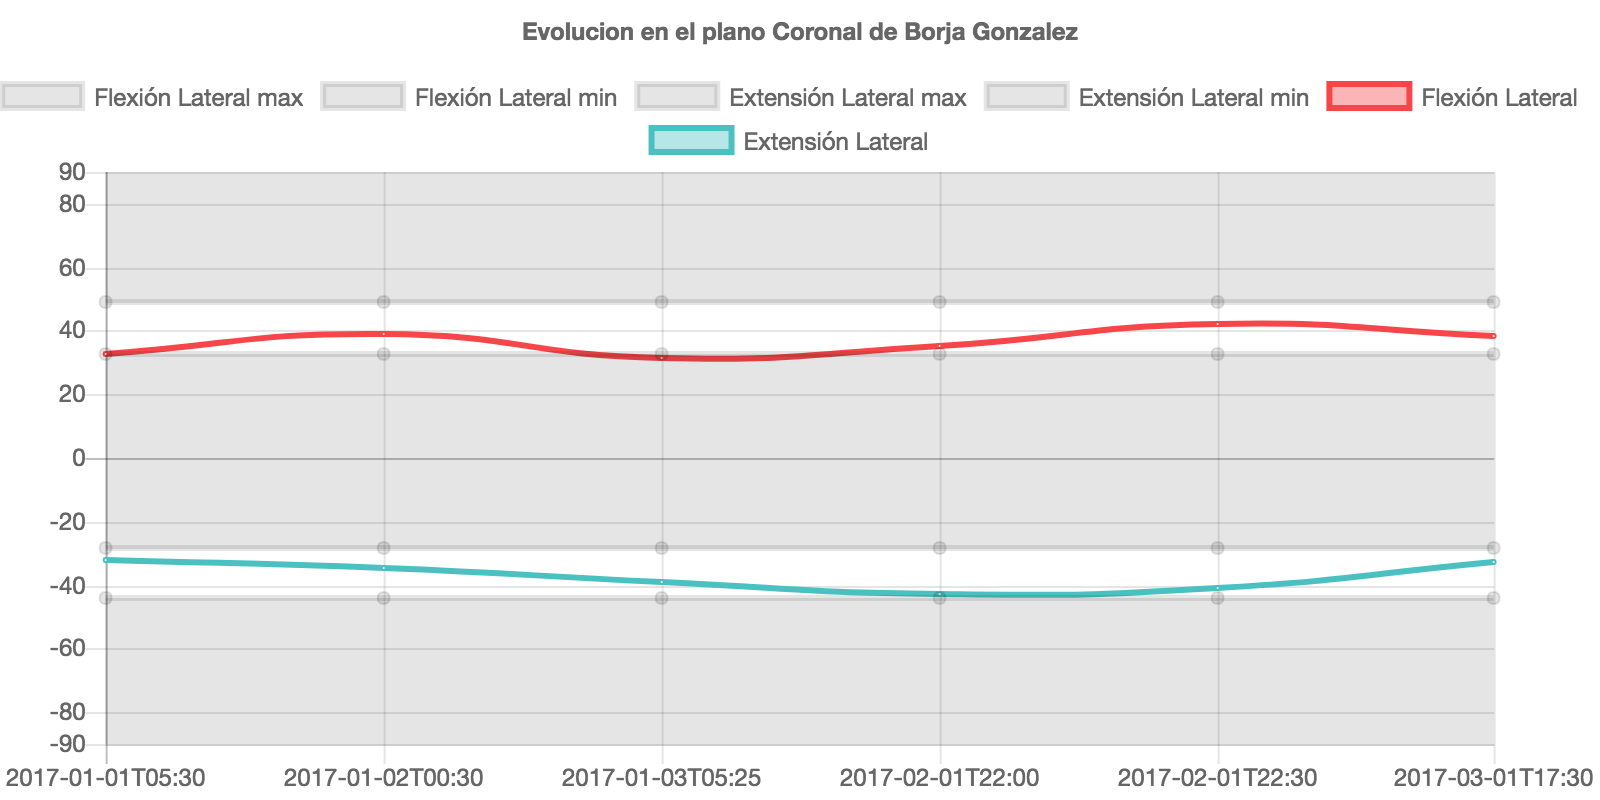 Evolucion en el plano Coronal de Borja Gonzalez
Flexión Lateral max Flexión Lateral min Extensión Lateral max Extensión Lateral min Flexión Lateral
Extensión Lateral
90
80
60
40
20
0
-20
-40
-60
-80
-90
2017-01-01T05:30 2017-01-02T00:30 2017-01-03T05:25 2017-02-01T22:00 2017-02-01T22:30 2017-03-01T17:30